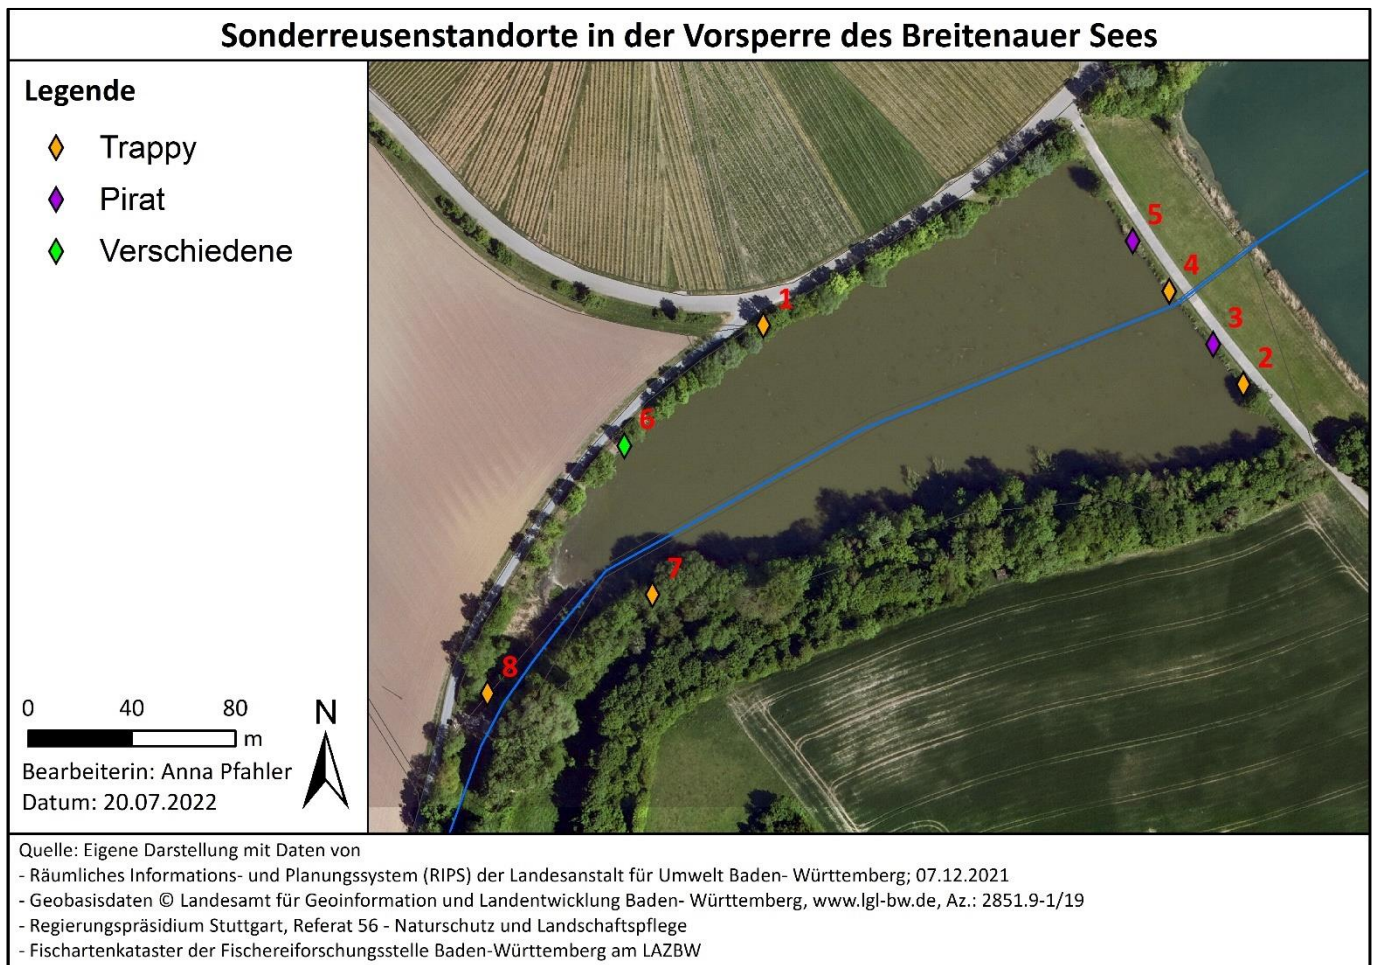 Sonderreusenstandorte in der Vorsperre des Breitenauer Sees
Legende
Trappy
Pirat
Verschiedene
0 40 80
m
N
Bearbeiterin: Anna Pfahler
Datum: 20.07.2022
5
4
1
3
2
6
7
8
Quelle: Eigene Darstellung mit Daten von
- Räumliches Informations- und Planungssystem (RIPS) der Landesanstalt für Umwelt Baden- Württemberg; 07.12.2021
- Geobasisdaten © Landesamt für Geoinformation und Landentwicklung Baden- Württemberg, www.lgl-bw.de, Az.: 2851.9-1/19
- Regierungspräsidium Stuttgart, Referat 56 - Naturschutz und Landschaftspflege
- Fischartenkataster der Fischereiforschungsstelle Baden-Württemberg am LAZBW